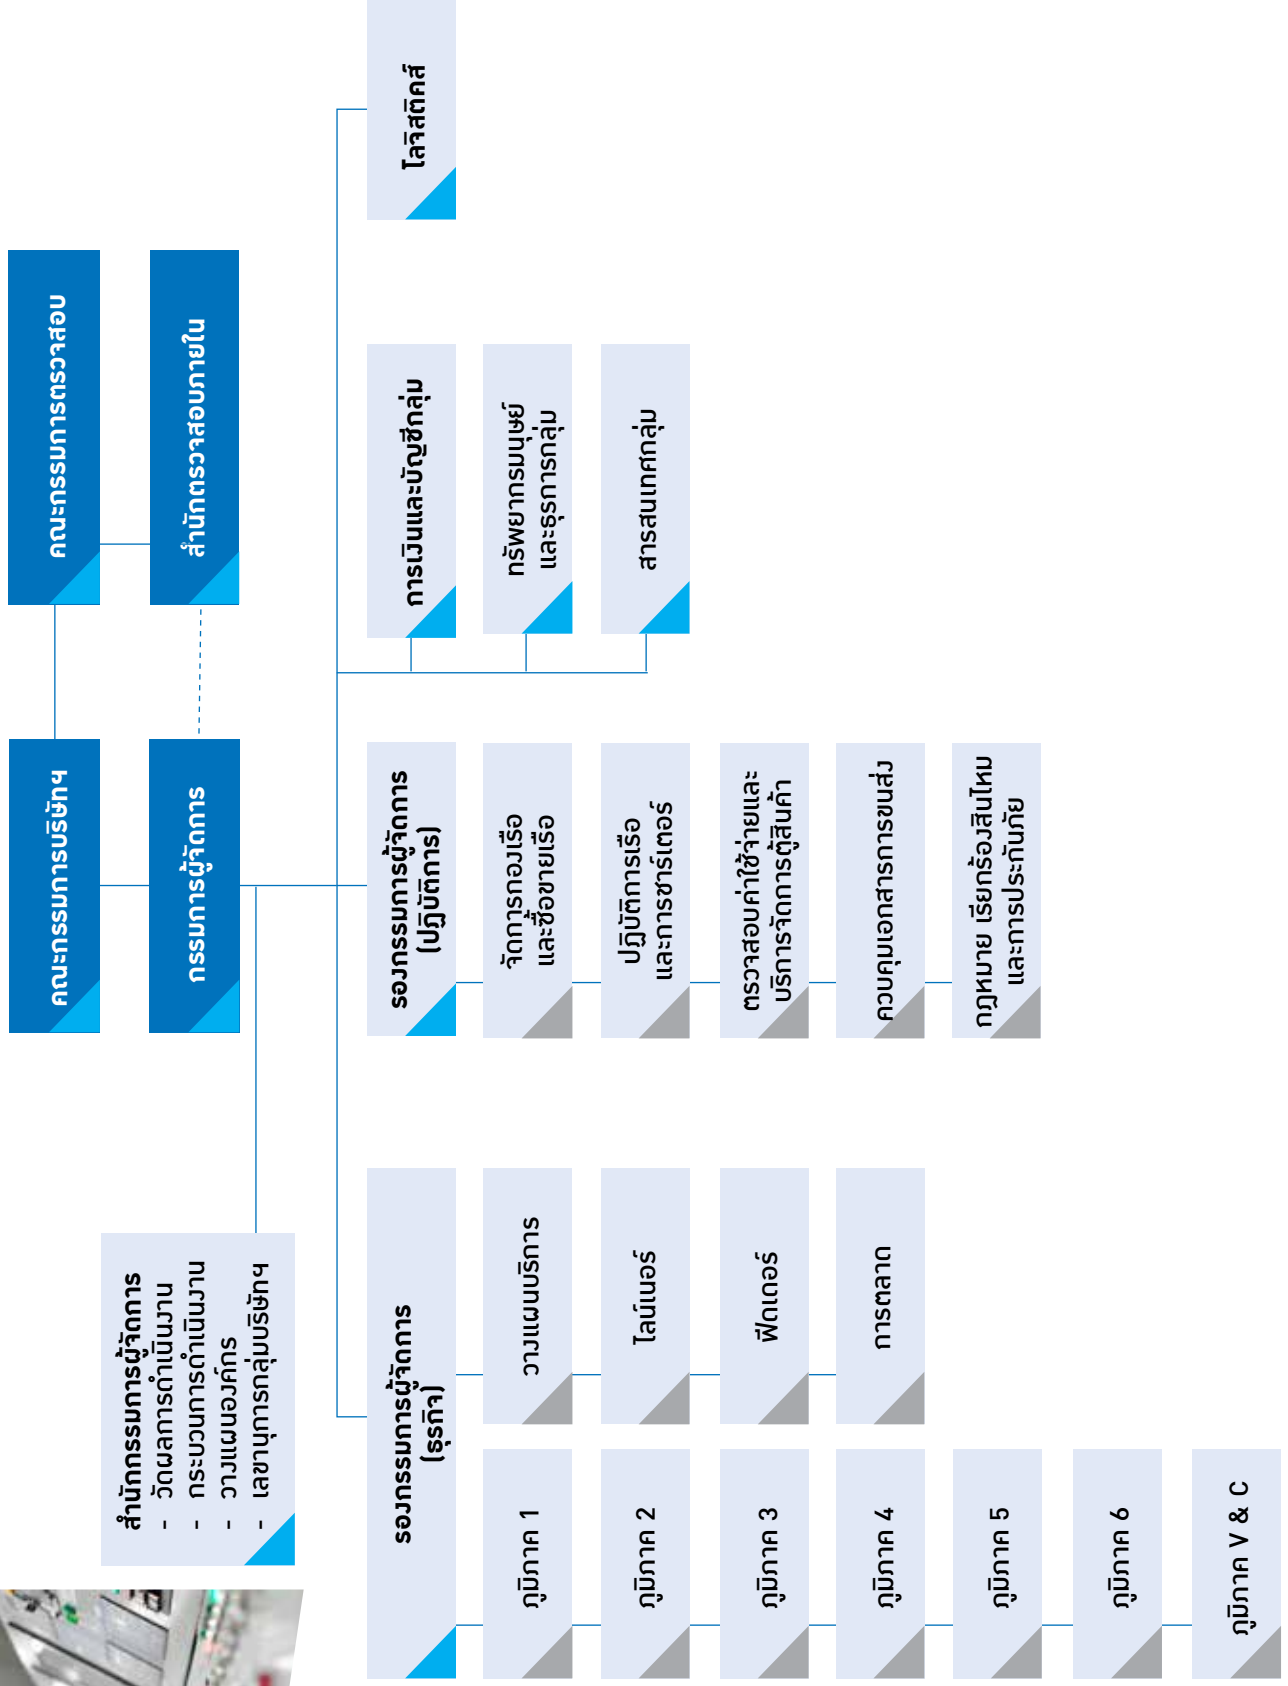 คณะกรรมการบริษัทฯ
คณะกรรมการตรวจสอบ
กรรมการผู้จัดการ
สำนักตรวจสอบภายใน
สำนักกรรมการผู้จัดการ
- วัดผลการดำเนินงาน
- กระบวนการดำเนินงาน
- วางแผนองค์กร
- เลขานุการกลุ่มบริษัทฯ
รองกรรมการผู้จัดการ
(ธุรกิจ)
ภูมิภาค 1
ภูมิภาค 2
ภูมิภาค 3
ภูมิภาค 4
ภูมิภาค 5
ภูมิภาค 6
ภูมิภาค V & C
วางแผนบริการ
ไลน์เนอร์
ฟีดเดอร์
การตลาด
รองกรรมการผู้จัดการ
(ปฏิบัติการ)
จัดการกองเรือ
และซื้อขายเรือ
ปฏิบัติการเรือ
และการชาร์เตอร์
ตรวจสอบค่าใช้จ่ายและ
บริการจัดการตู้สินค้า
ควบคุมเอกสารการขนส่ง
กฎหมาย เรียกร้องสินไหม
และการประกันภัย
การเงินและบัญชีกลุ่ม
ทรัพยากรมนุษย์
และธุรการกลุ่ม
สารสนเทศกลุ่ม
โลจิสติคส์